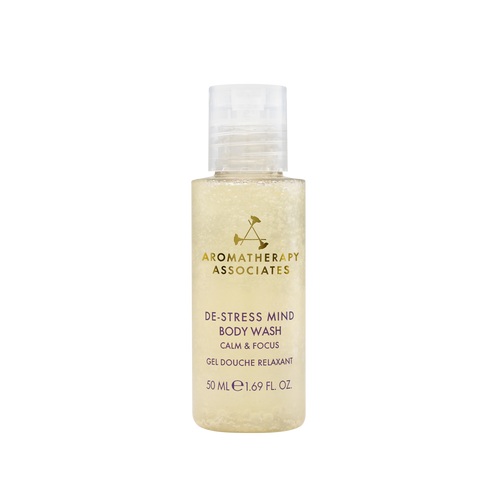 AROMATHERAPY
ASSOCIATES
DE-STRESS MIND
BODY WASH
CALM & FOCUS
GEL DOUCHE RELAXANT
50 ML ℮ 1.69 FL. OZ.